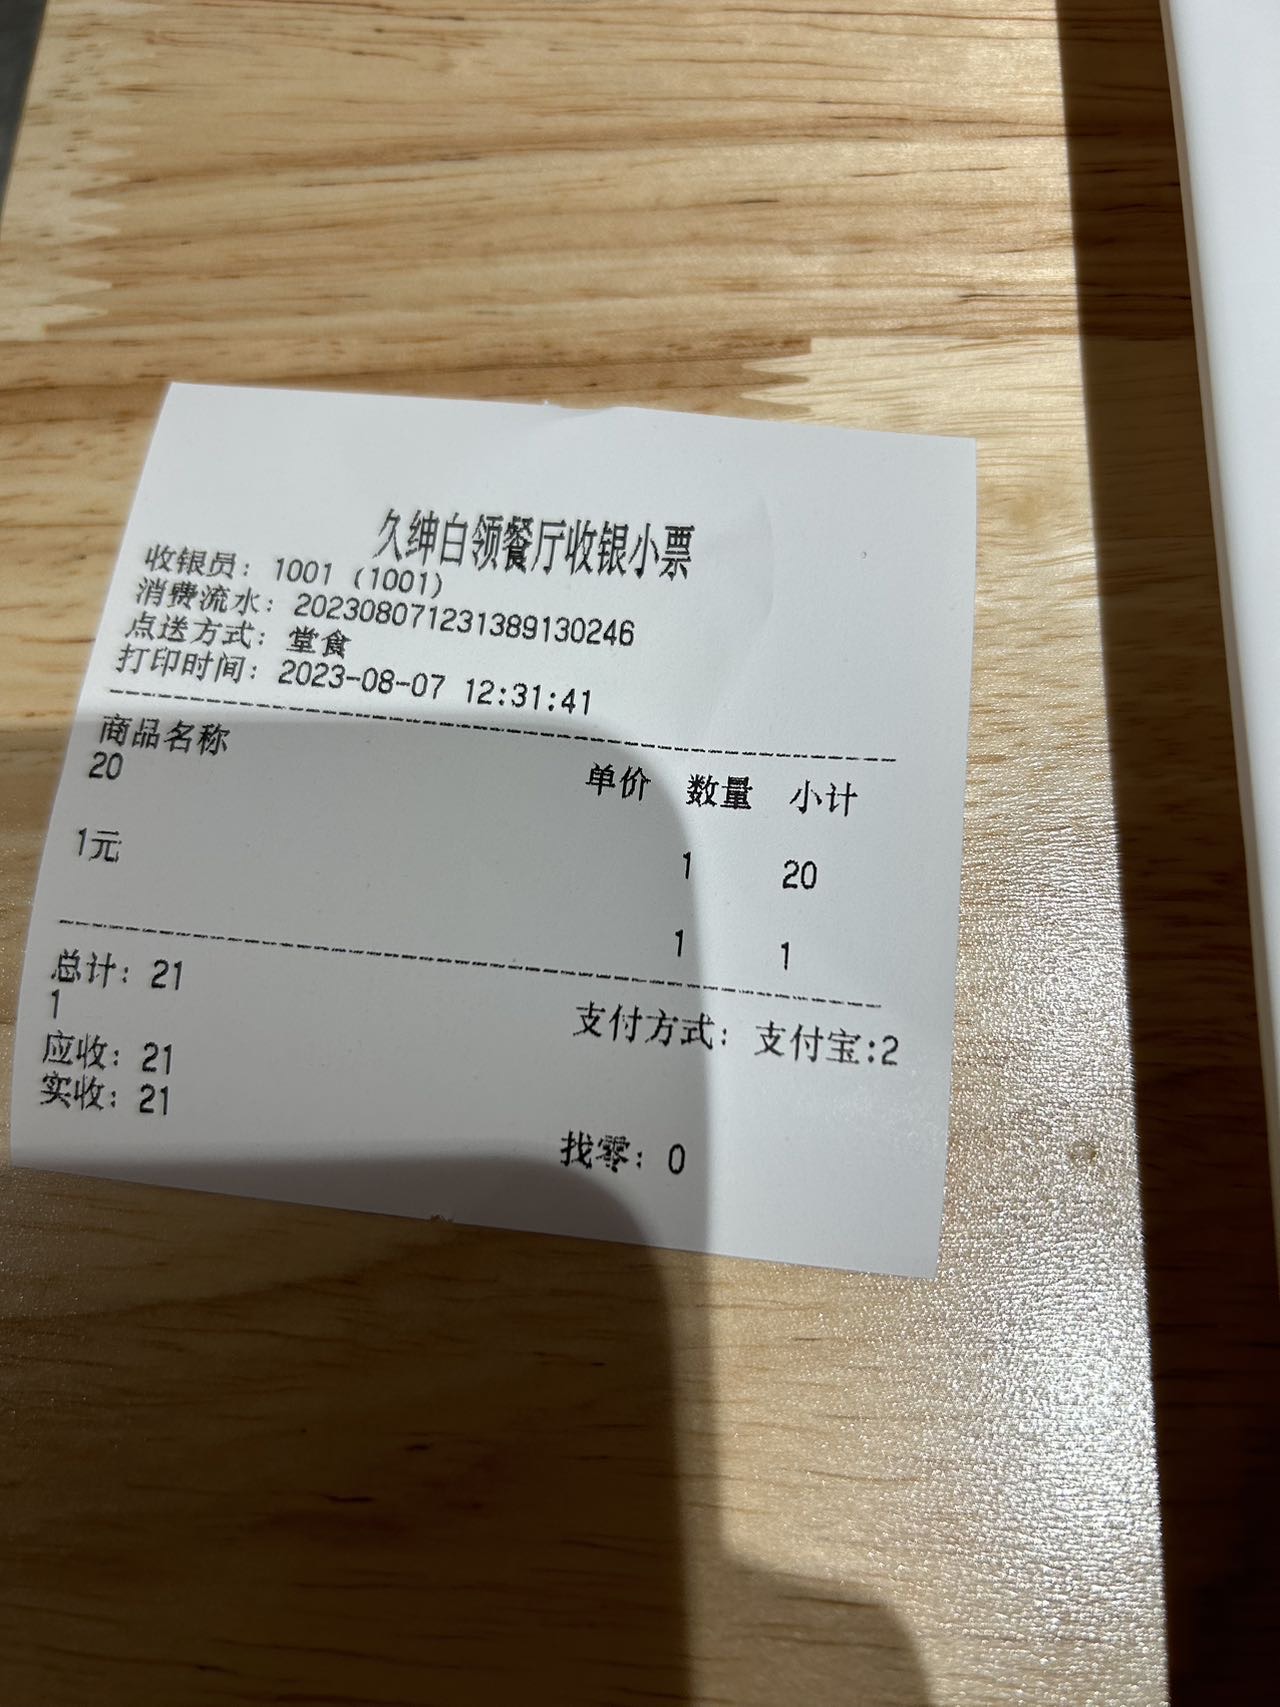 久绅白领餐厅收银小票
收银员：1001（1001）
消费流水：202308071231389130246
点送方式：堂食
打印时间：2023-08-07 12:31:41
商品名称 单价 数量 小计
20
1 20
1元
1 1
总计：21 支付方式：支付宝:2
1
应收：21
实收：21 找零：0